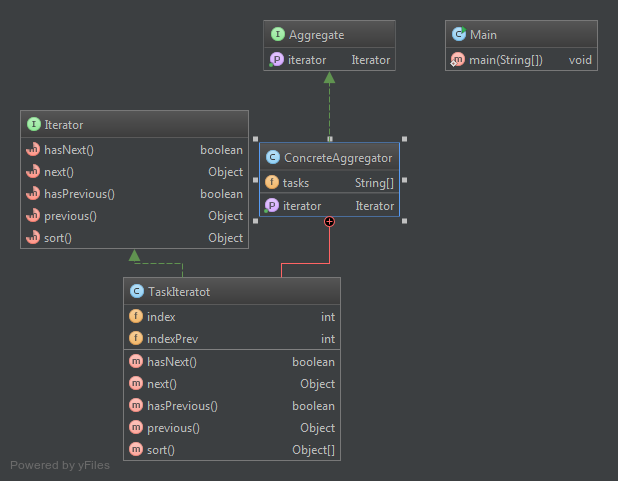 Aggregate
iterator Iterator
Main
main(String[]) void
Iterator
hasNext() boolean
next() Object
hasPrevious() boolean
previous() Object
sort() Object
ConcreteAggregator
tasks String[]
iterator Iterator
TaskIteratot
index int
indexPrev int
hasNext() boolean
next() Object
hasPrevious() boolean
previous() Object
sort() Object[]
Powered by yFiles